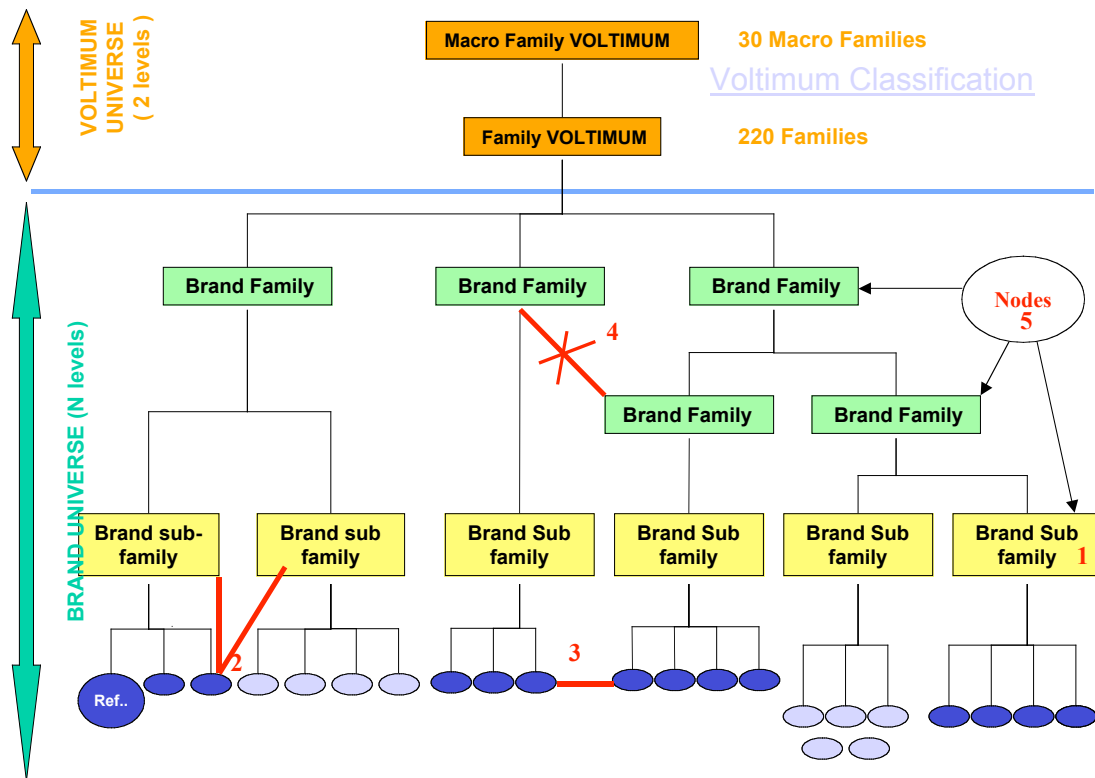 VOLTIMUM
UNIVERSE
( 2 levels)
Macro Family VOLTIMUM
30 Macro Families
Voltimum Classification
Family VOLTIMUM
220 Families
BRAND UNIVERSE (N levels)
Brand Family
Brand Family
Brand Family
Nodes
5
4
Brand Family
Brand Family
Brand sub-
family
Brand sub
family
Brand Sub
family
Brand Sub
family
Brand Sub
family
Brand Sub
family
1
2
3
Ref..